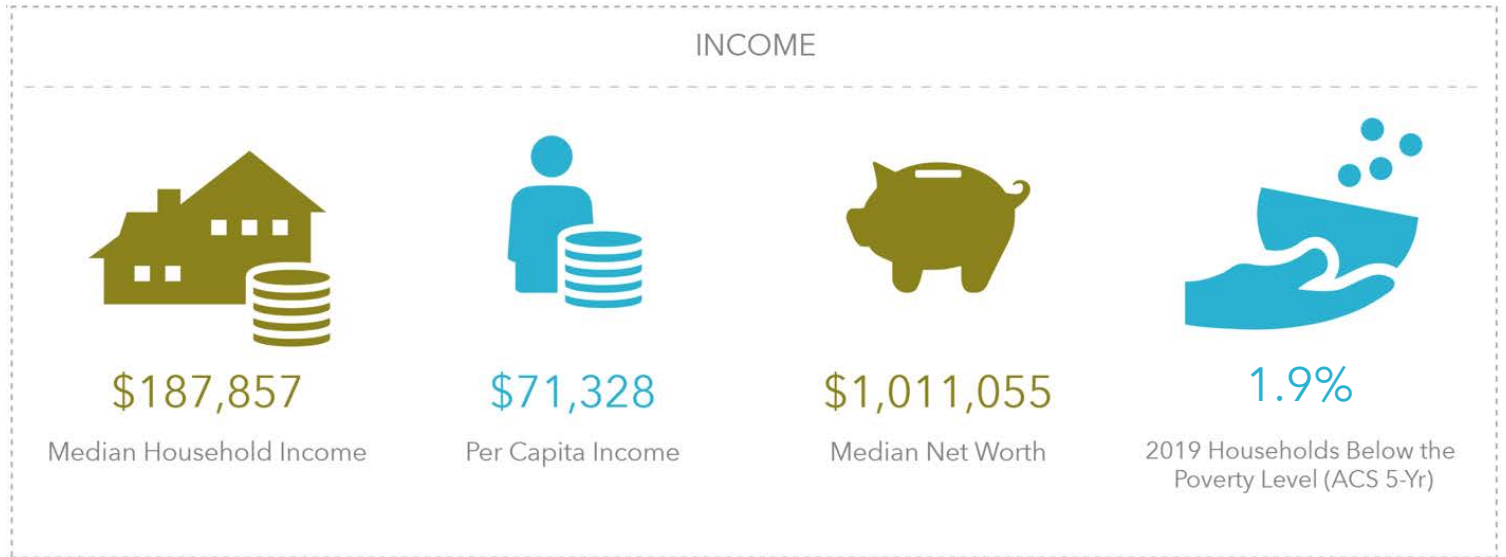 INCOME
$187,857
Median Household Income
$71,328
Per Capita Income
$1,011,055
Median Net Worth
1.9%
2019 Households Below the
Poverty Level (ACS 5-Yr)